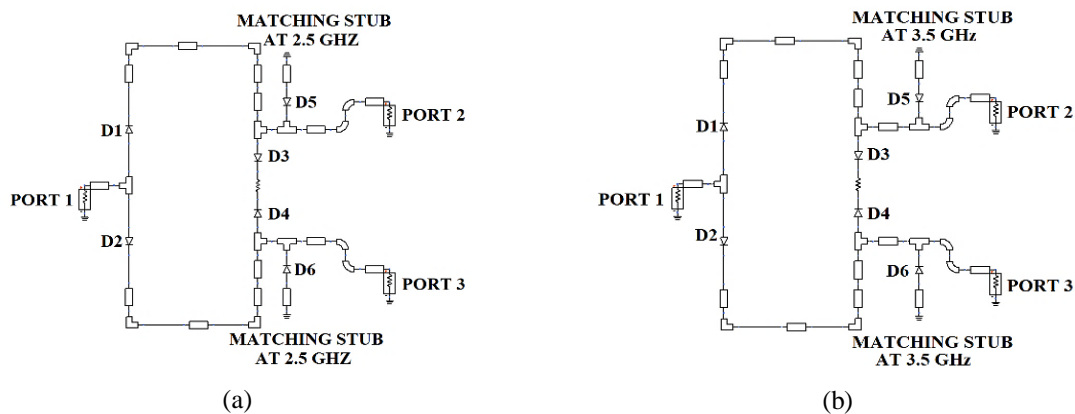 MATCHING STUB
AT 2.5 GHZ
D5
PORT 2
D1
D3
PORT 1
D4
D2
D6
PORT 3
MATCHING STUB
AT 2.5 GHZ
(a)
MATCHING STUB
AT 3.5 GHz
D5
PORT 2
D1
D3
PORT 1
D4
D2
D6
PORT 3
MATCHING STUB
AT 3.5 GHz
(b)